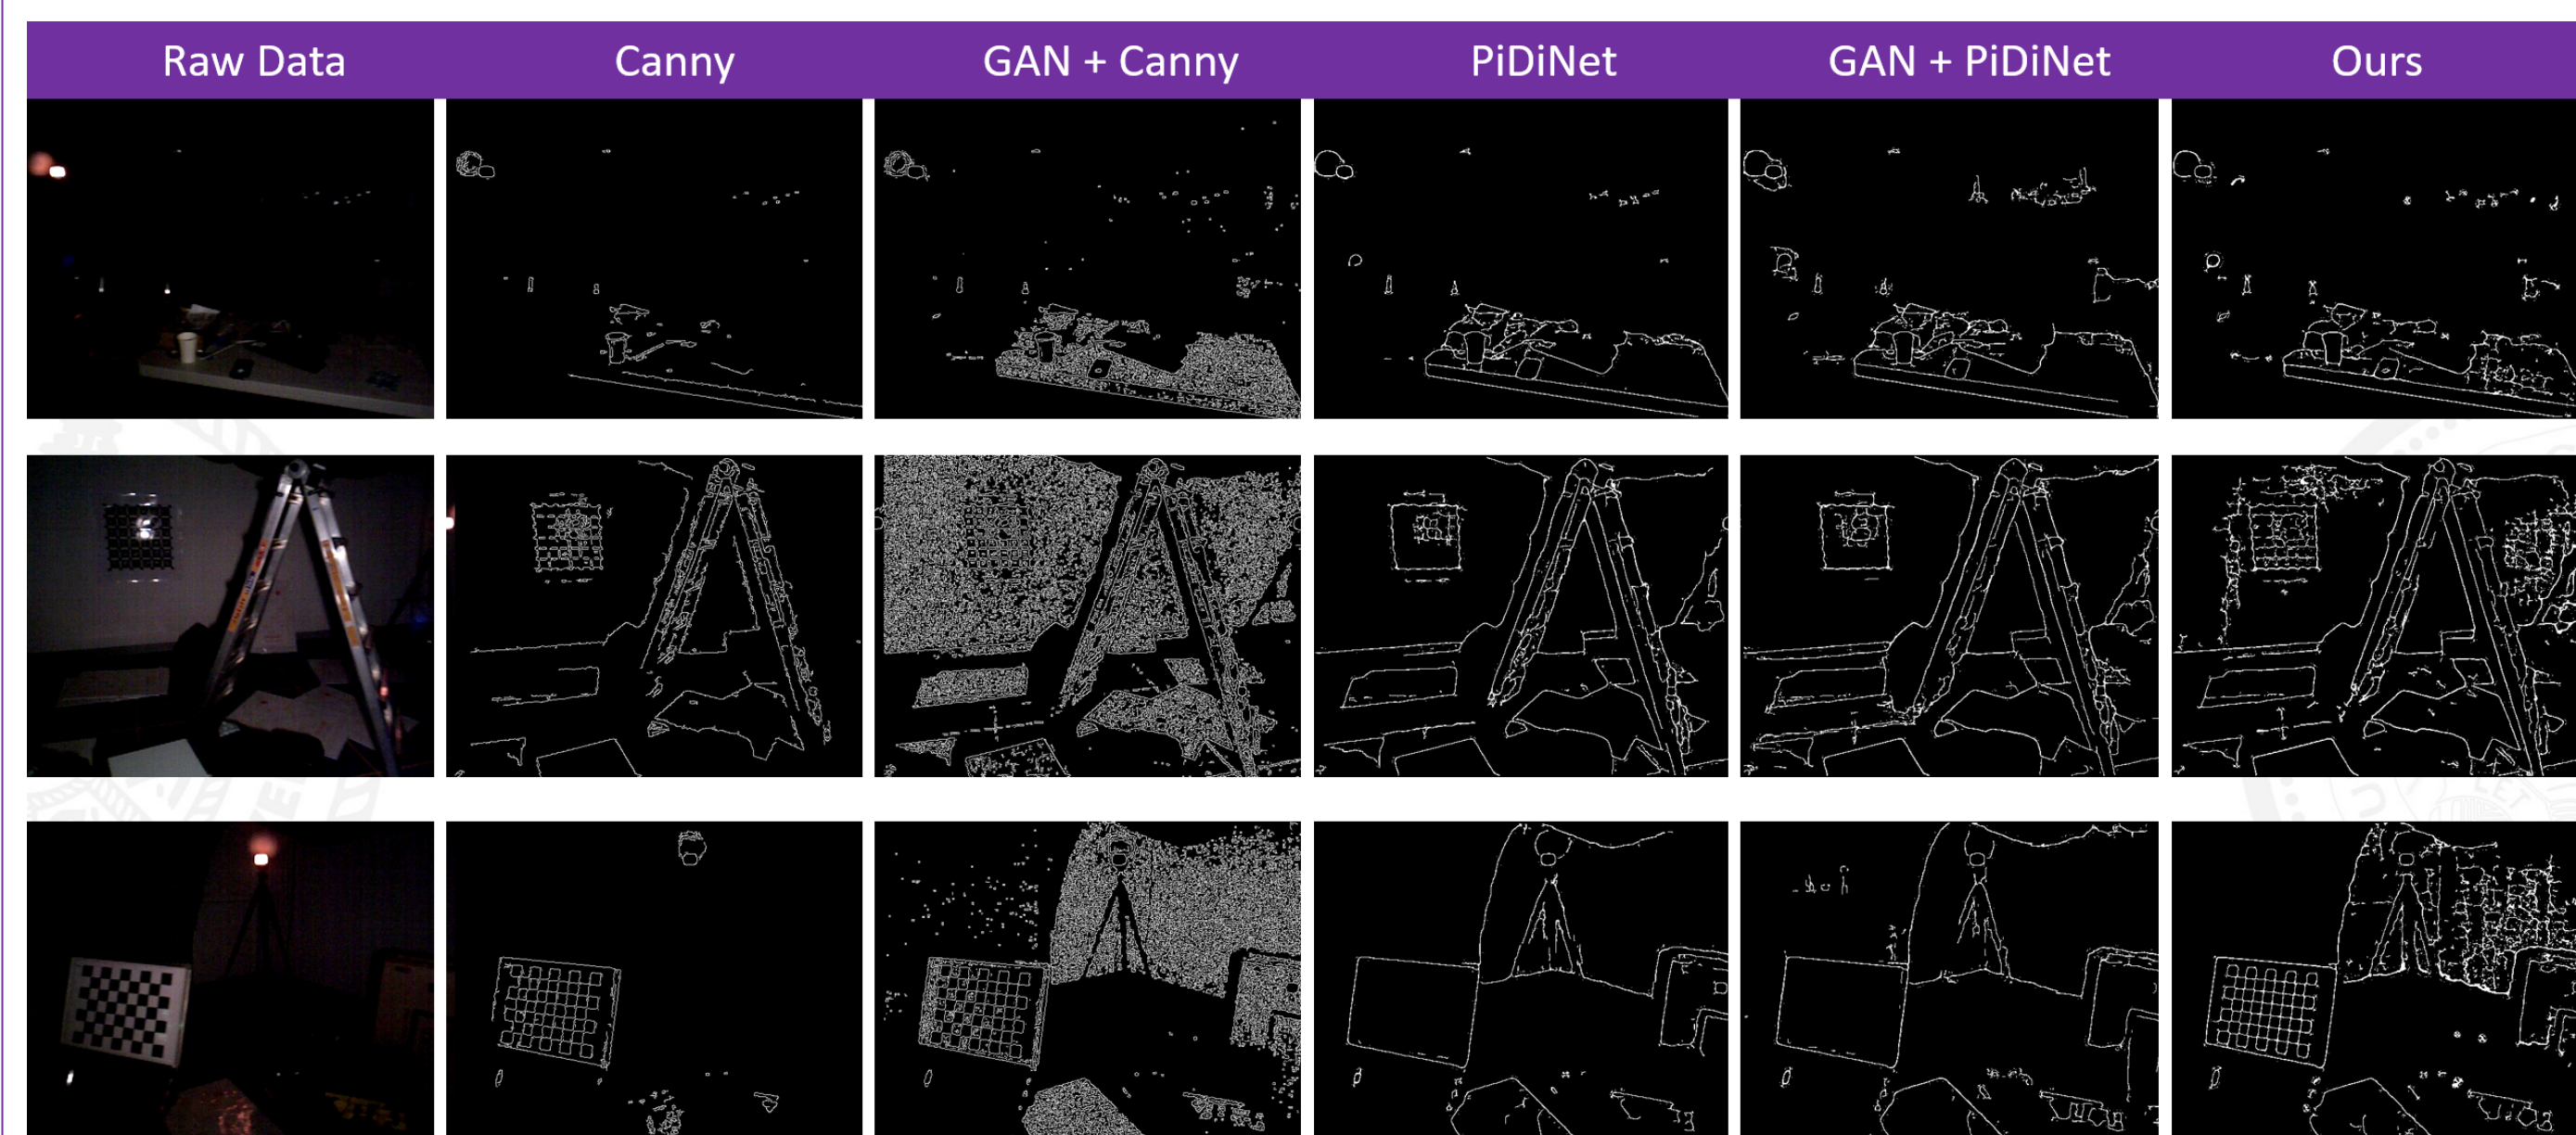 Raw Data
Canny
GAN + Canny
PiDiNet
GAN + PiDiNet
Ours